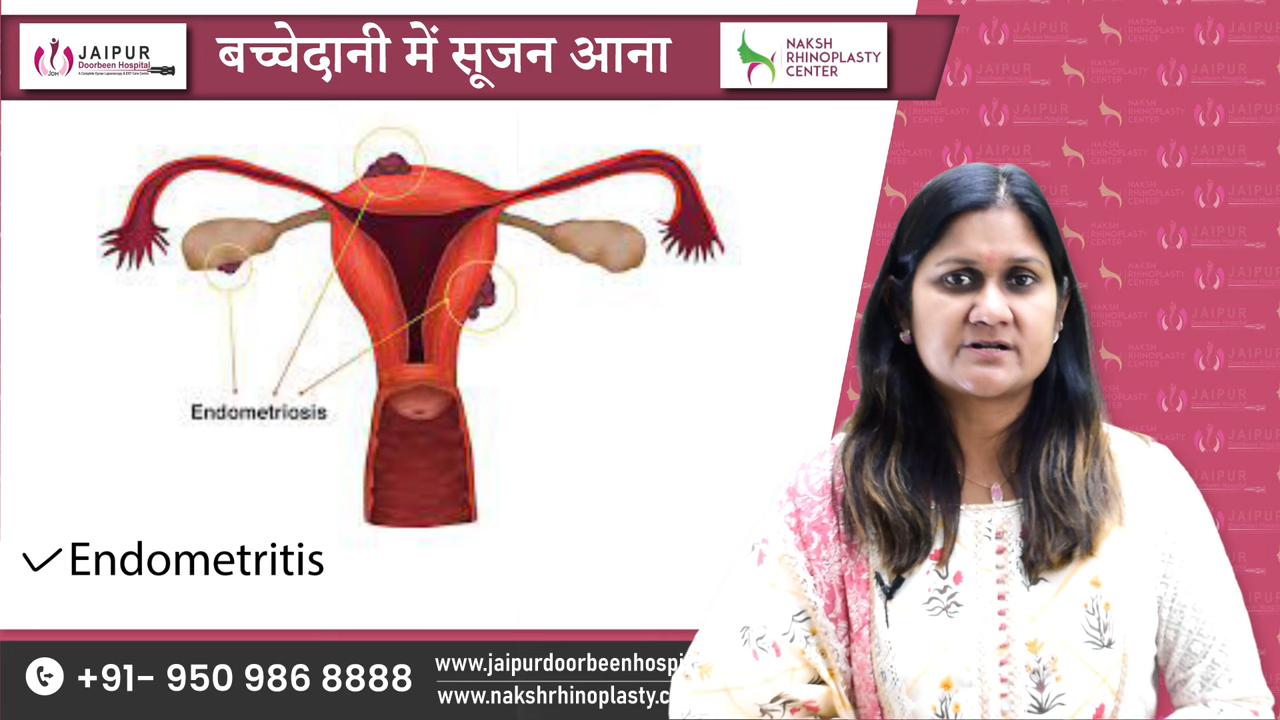 JAIPUR
Doorbeen Hospital
बच्चेदानी में सूजन आना
NAKSH
RHINOPLASTY
CENTER
Endometriosis
Endometritis
+91- 950 986 8888
www.jaipurdoorbeenhospi
www.nakshrhinoplasty.c